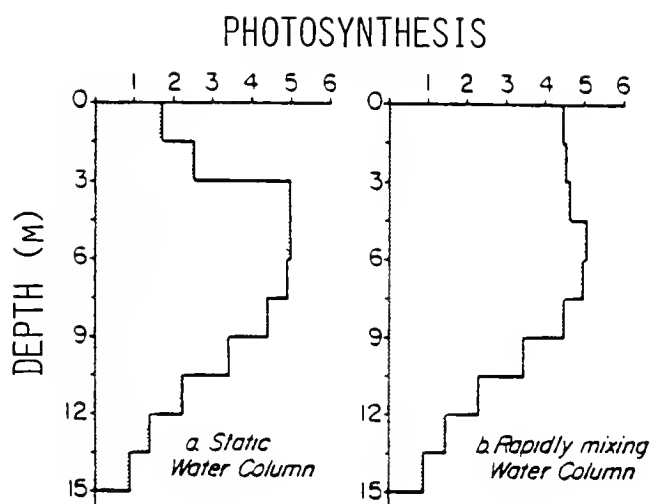 PHOTOSYNTHESIS
1 2 3 4 5 6
1 2 3 4 5 6
0
3
6
9
12
15
0
3
6
9
12
15
DEPTH (M)
a. Static
Water Column
b. Rapidly mixing
Water Column